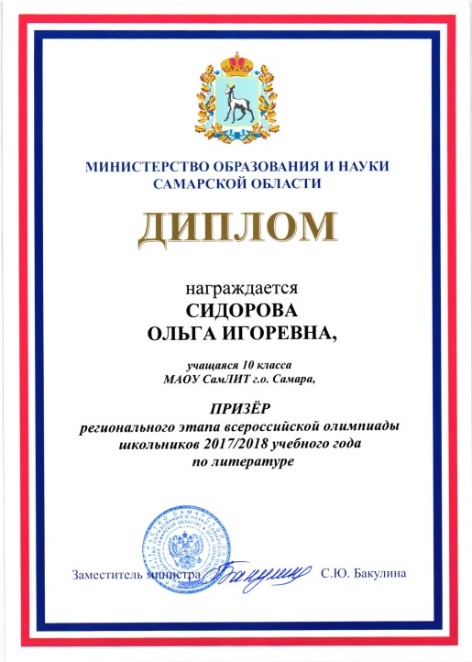 МИНИСТЕРСТВО ОБРАЗОВАНИЯ И НАУКИ
САМАРСКОЙ ОБЛАСТИ
ДИПЛОМ
награждается
СИДОРОВА
ОЛЬГА ИГОРЕВНА,
учащаяся 10 класса
МАОУ СамЛИТ г.о. Самара,
ПРИЗЁР
регионального этапа всероссийской олимпиады
школьников 2017/2018 учебного года
по литературе
Заместитель министра С.Ю. Бакулина